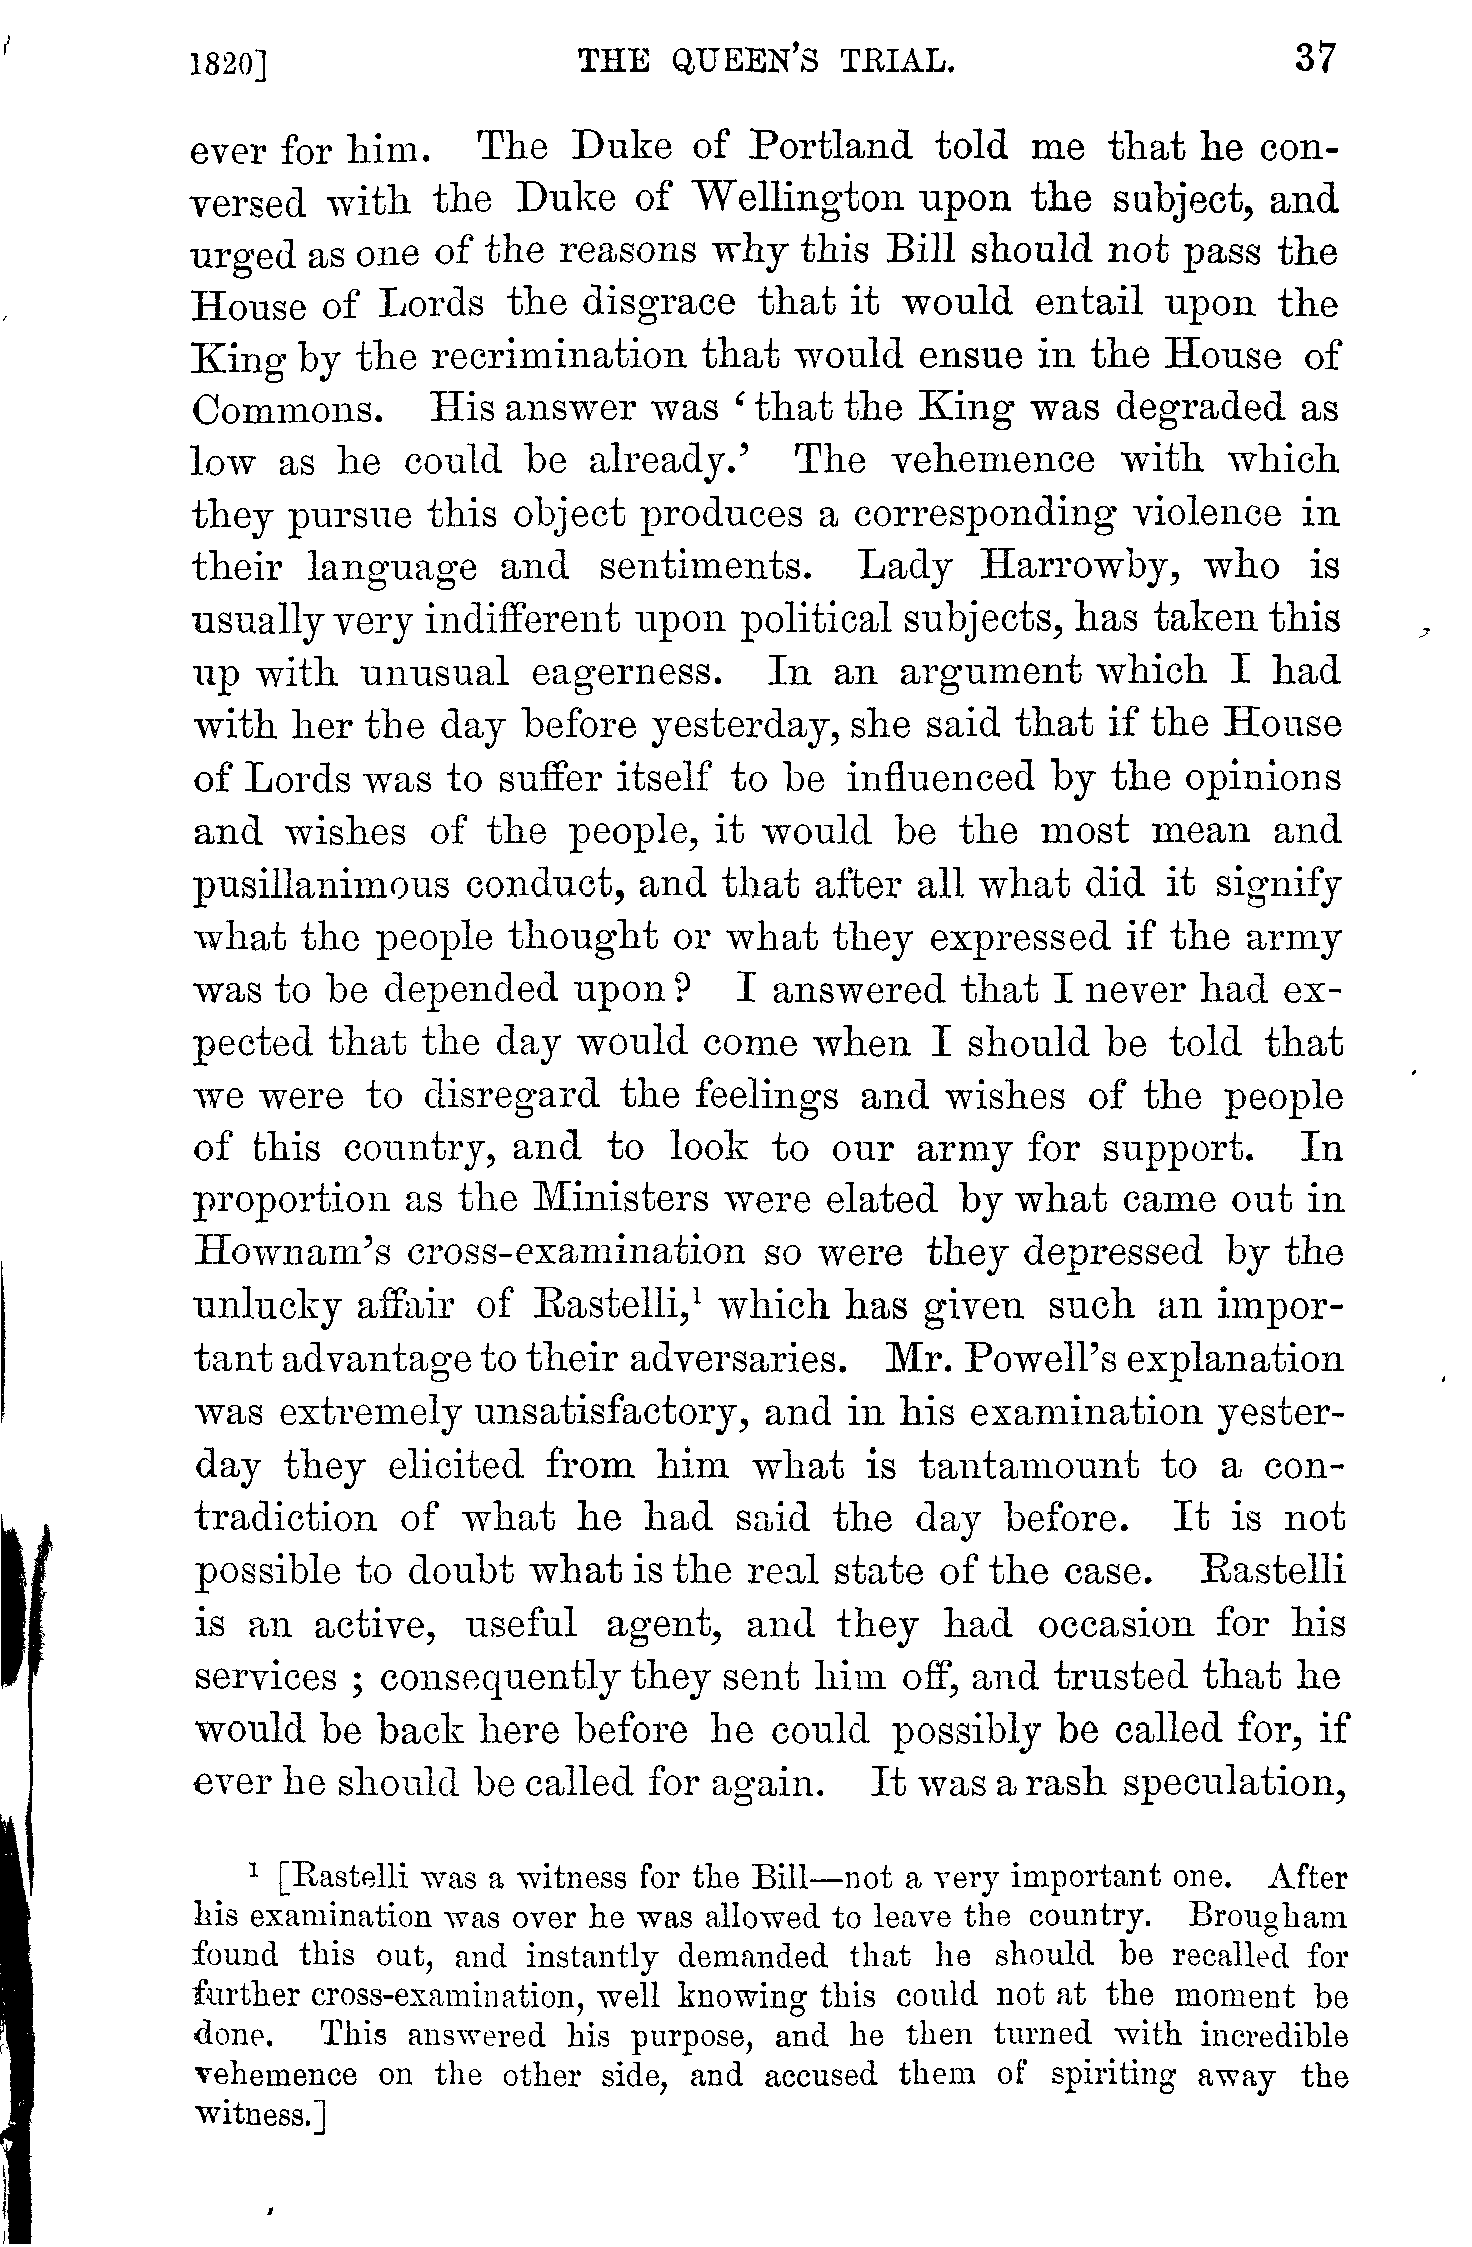 1820] THE QUEEN'S TRIAL. 37
ever for him. The Duke of Portland told me that he con-
versed with the Duke of Wellington upon the subject, and
urged as one of the reasons why this Bill should not pass the
House of Lords the disgrace that it would entail upon the
King by the recrimination that would ensue in the House of
Commons. His answer was ‘that the King was degraded as
low as he could be already.’ The vehemence with which
they pursue this object produces a corresponding violence in
their language and sentiments. Lady Harrowby, who is
usually very indifferent upon political subjects, has taken this
up with unusual eagerness. In an argument which I had
with her the day before yesterday, she said that if the House
of Lords was to suffer itself to be influenced by the opinions
and wishes of the people, it would be the most mean and
pusillanimous conduct, and that after all what did it signify
what the people thought or what they expressed if the army
was to be depended upon? I answered that I never had ex-
pected that the day would come when I should be told that
we were to disregard the feelings and wishes of the people
of this country, and to look to our army for support. In
proportion as the Ministers were elated by what came out in
Hownam's cross-examination so were they depressed by the
unlucky affair of Rastelli,¹ which has given such an impor-
tant advantage to their adversaries. Mr. Powell's explanation
was extremely unsatisfactory, and in his examination yester-
day they elicited from him what is tantamount to a con-
tradiction of what he had said the day before. It is not
possible to doubt what is the real state of the case. Rastelli
is an active, useful agent, and they had occasion for his
services ; consequently they sent him off, and trusted that he
would be back here before he could possibly be called for, if
ever he should be called for again. It was a rash speculation,
¹ [Rastelli was a witness for the Bill—not a very important one. After
his examination was over he was allowed to leave the country. Brougham
found this out, and instantly demanded that he should be recalled for
further cross-examination, well knowing this could not at the moment be
done. This answered his purpose, and he then turned with incredible
vehemence on the other side, and accused them of spiriting away the
witness.]